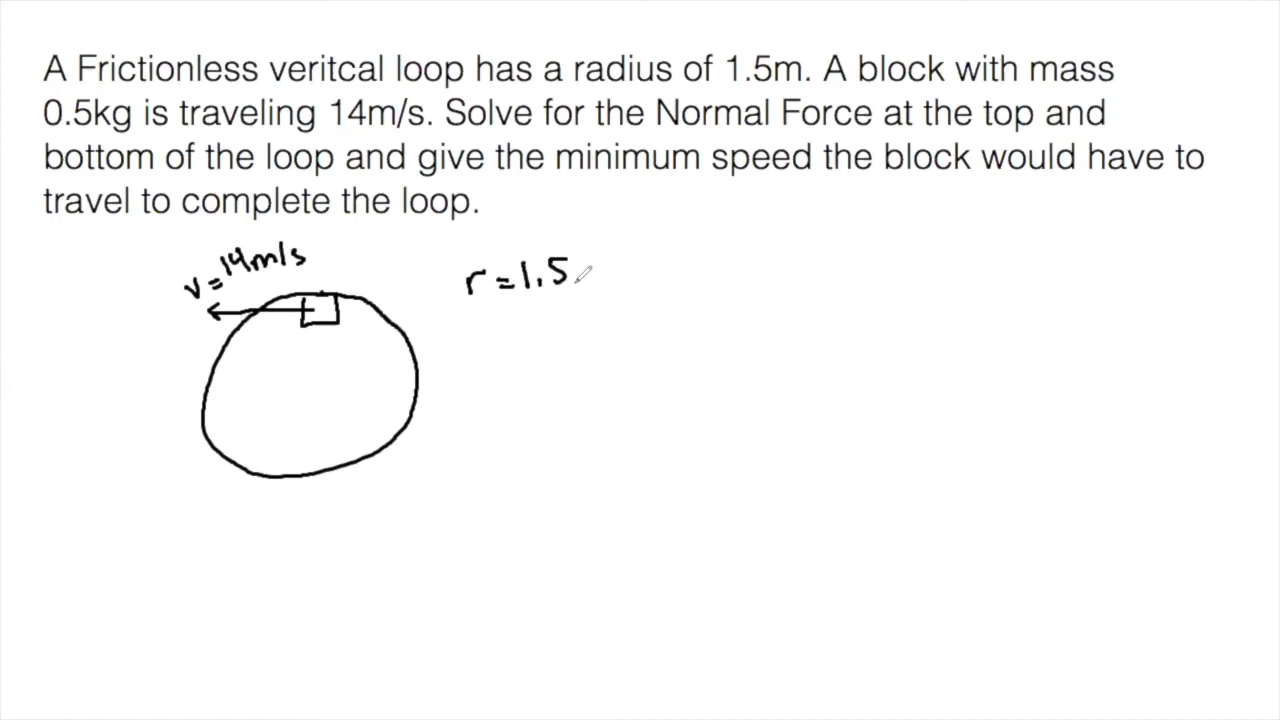 A Frictionless veritcal loop has a radius of 1.5m. A block with mass
0.5kg is traveling 14m/s. Solve for the Normal Force at the top and
bottom of the loop and give the minimum speed the block would have to
travel to complete the loop.
v=14m/s
r=1.5